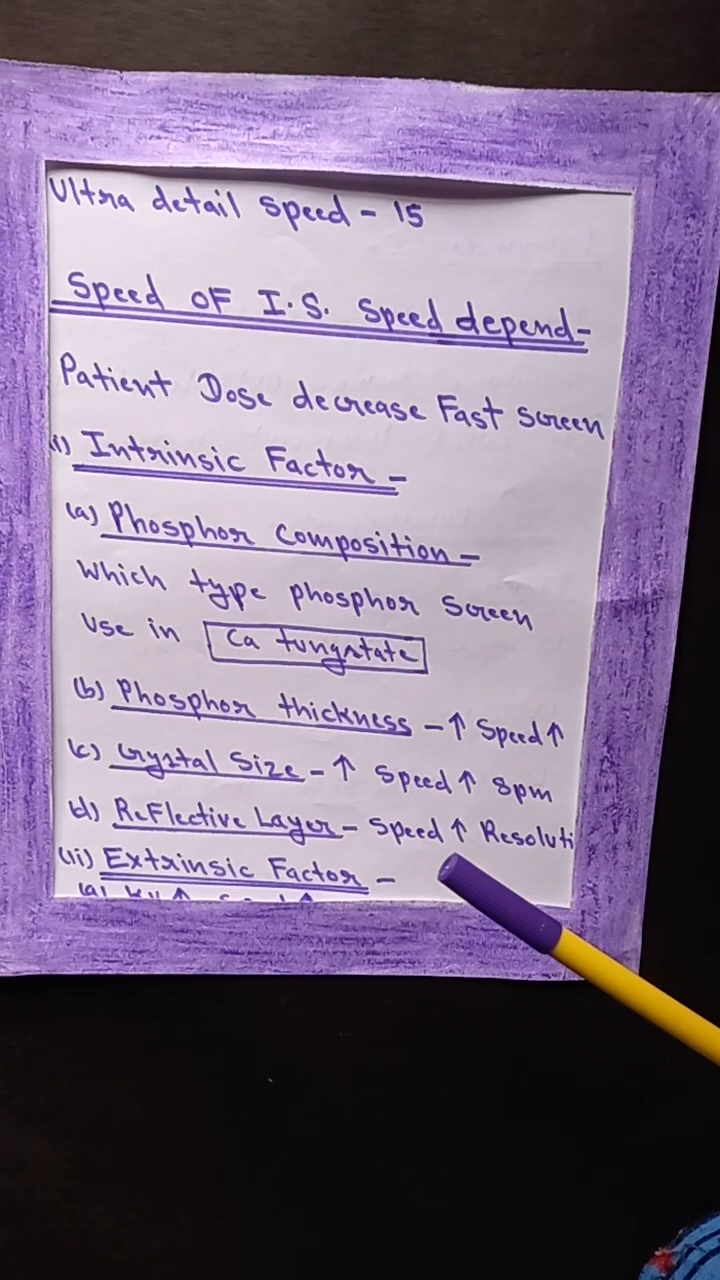 Ultra detail speed - 15
Speed OF I.S. Speed depend-
Patient Dose decrease Fast screen
(i) Intrinsic Factor -
(a) Phosphor Composition -
Which type phosphor screen
Use in Ca tungstate
(b) Phosphor thickness - ↑ Speed ↑
(c) Crystal Size - ↑ Speed ↑ 8pm
d) Reflective Layer - Speed ↑ Resoluti
(ii) Extrinsic Factor -